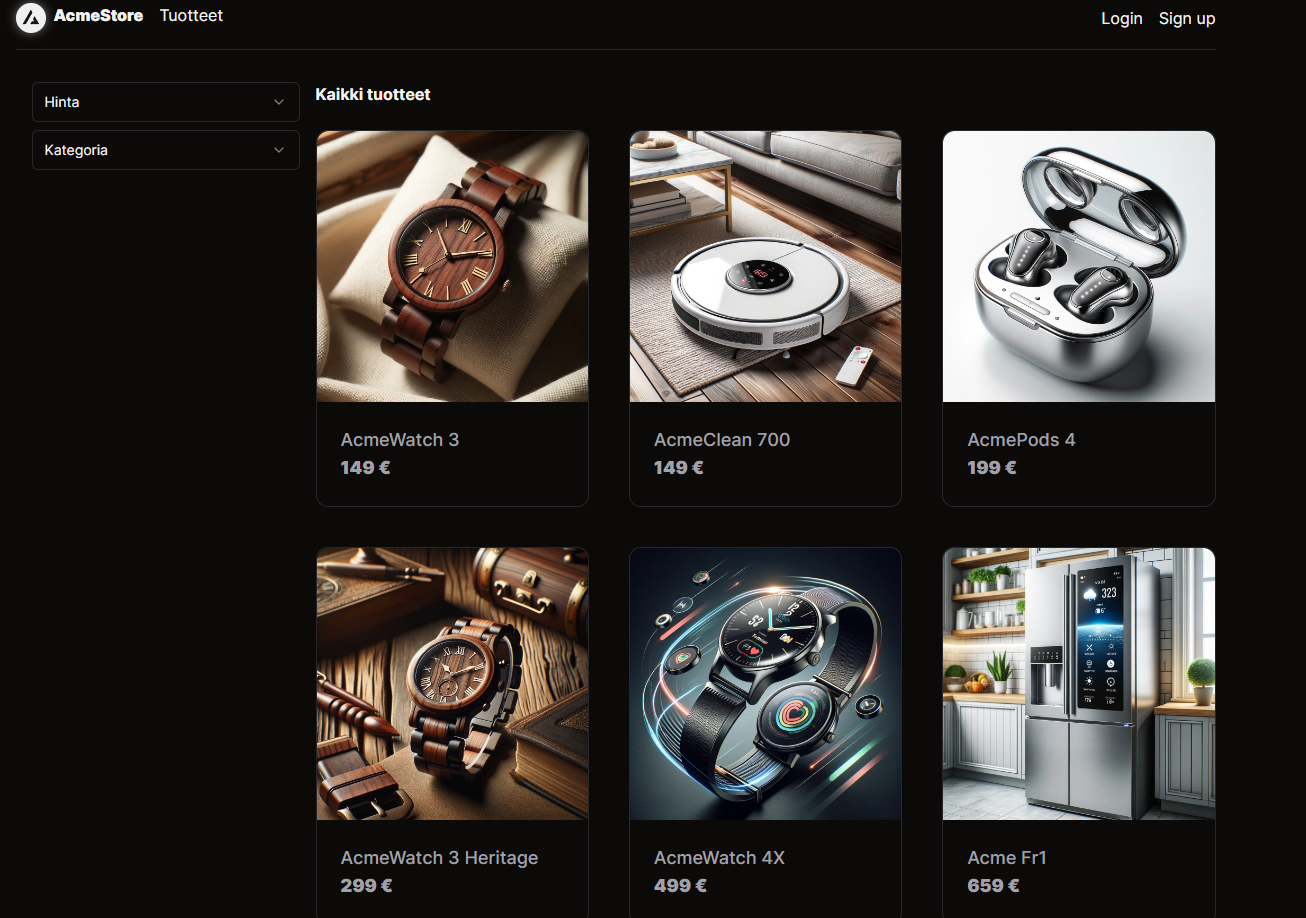 AcmeStore Tuotteet Login Sign up
Hinta
Kategoria
Kaikki tuotteet
AcmeWatch 3
149 €
AcmeClean 700
149 €
AcmePods 4
199 €
AcmeWatch 3 Heritage
299 €
AcmeWatch 4X
499 €
323
Acme Fr1
659 €